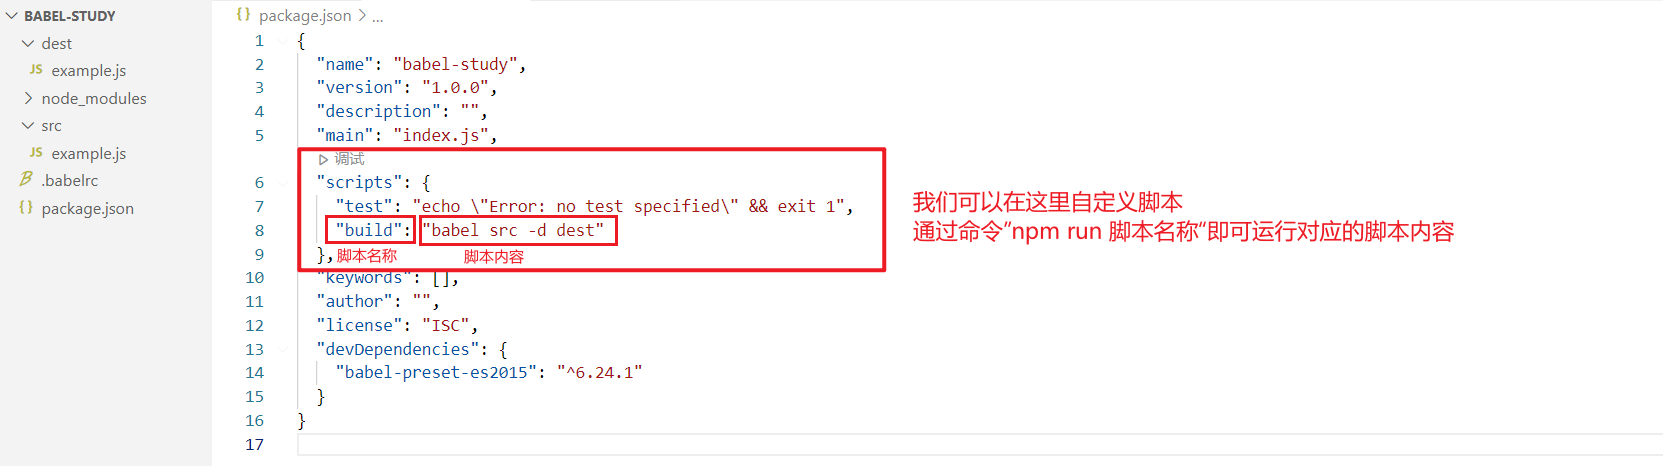 BABEL-STUDY
dest
JS example.js
node_modules
src
JS example.js
.babelrc
{} package.json
{} package.json > ...
1 {
2 "name": "babel-study",
3 "version": "1.0.0",
4 "description": "",
5 "main": "index.js",
调试
6 "scripts": {
7 "test": "echo \"Error: no test specified\" && exit 1",
8 "build": "babel src -d dest"
9 },
脚本名称 脚本内容
10 "keywords": [],
11 "author": "",
12 "license": "ISC",
13 "devDependencies": {
14 "babel-preset-es2015": "^6.24.1"
15 }
16 }
17
我们可以在这里自定义脚本
通过命令”npm run 脚本名称“即可运行对应的脚本内容